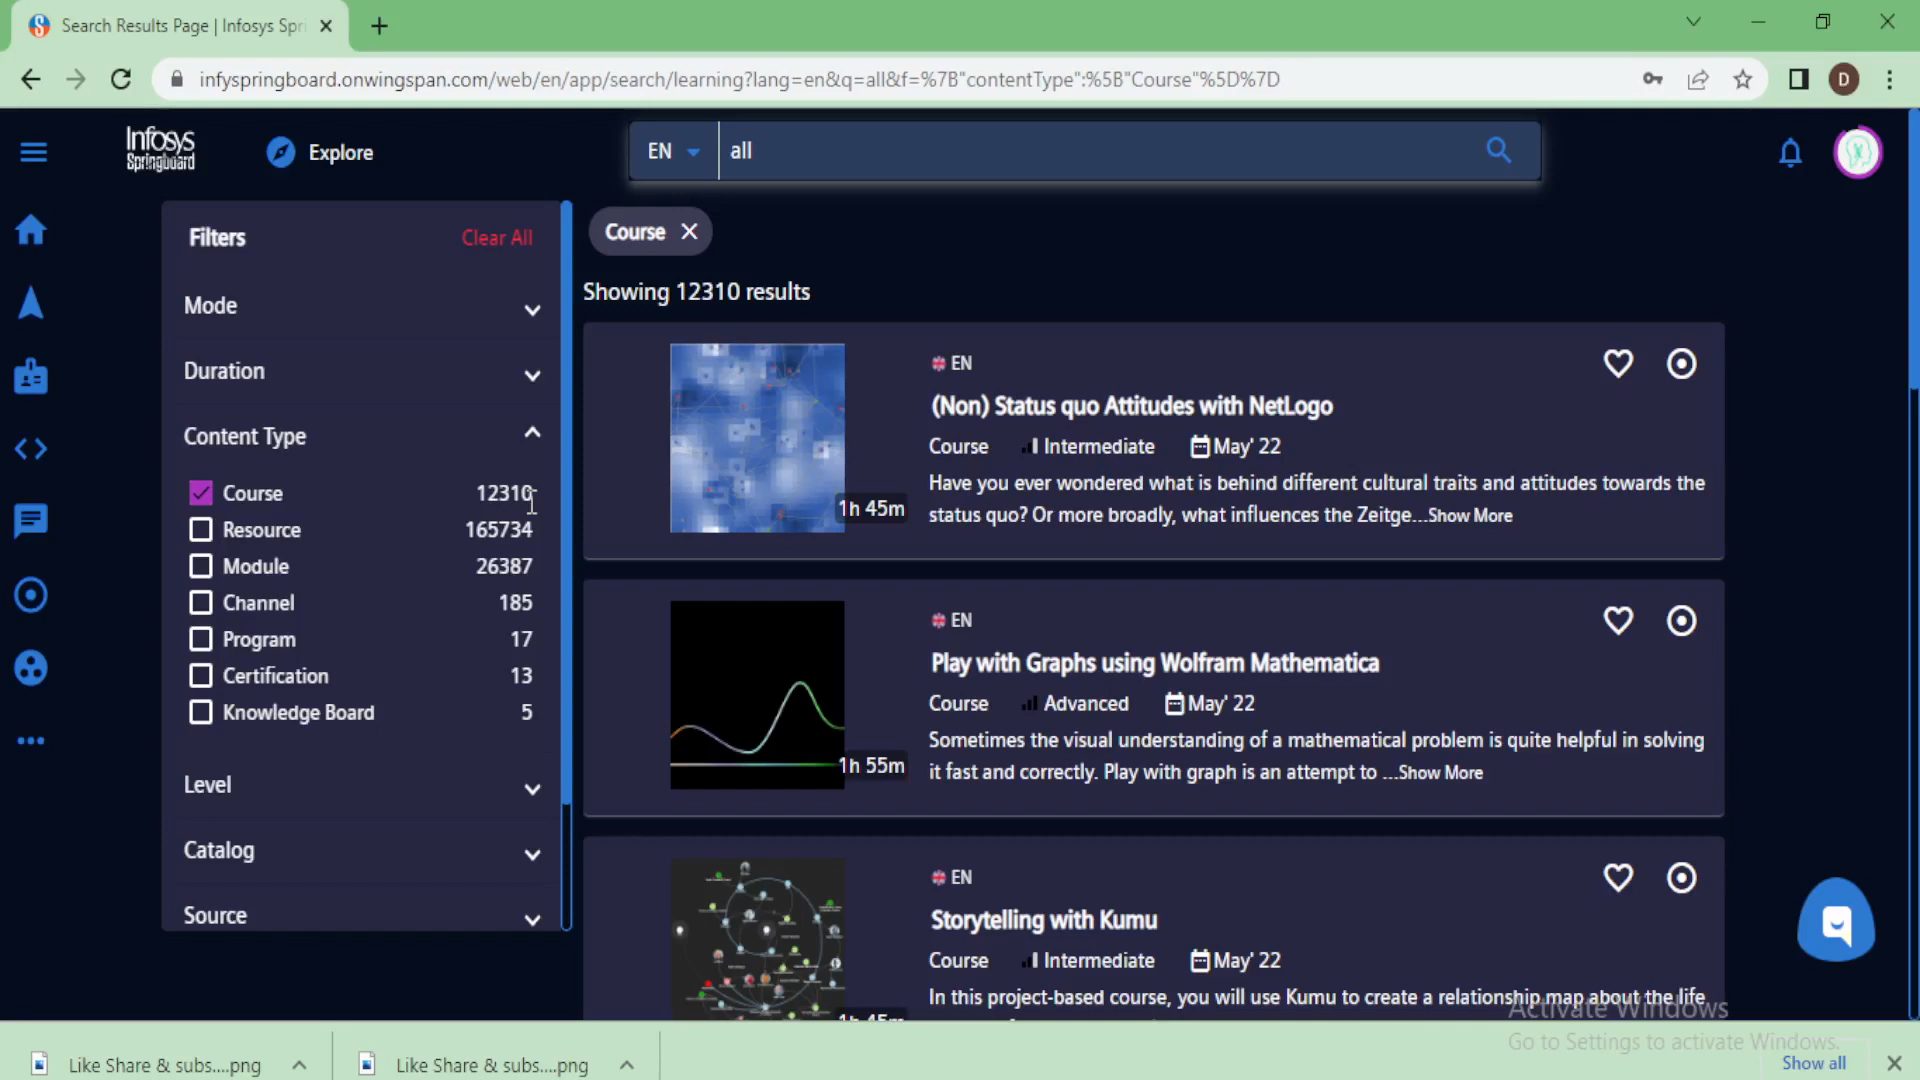 Search Results Page | Infosys Spri
infyspringboard.onwingspan.com/web/en/app/search/learning?lang=en&q=all&f=%7B"contentType":%5B"Course"%5D%7D
D
Infosys
Springboard
Explore
EN
all
Filters
Clear All
Mode
Duration
Content Type
Course 12310
Resource 165734
Module 26387
Channel 185
Program 17
Certification 13
Knowledge Board 5
Level
Catalog
Source
Course
Showing 12310 results
EN
(Non) Status quo Attitudes with NetLogo
Course Intermediate May' 22
Have you ever wondered what is behind different cultural traits and attitudes towards the
status quo? Or more broadly, what influences the Zeitge...Show More
1h 45m
EN
Play with Graphs using Wolfram Mathematica
Course Advanced May' 22
Sometimes the visual understanding of a mathematical problem is quite helpful in solving
it fast and correctly. Play with graph is an attempt to ...Show More
1h 55m
EN
Storytelling with Kumu
Course Intermediate May' 22
In this project-based course, you will use Kumu to create a relationship map about the life
1h 45m
Activate Windows
Go to Settings to activate Windows.
Like Share & subs....png
Like Share & subs....png
Show all